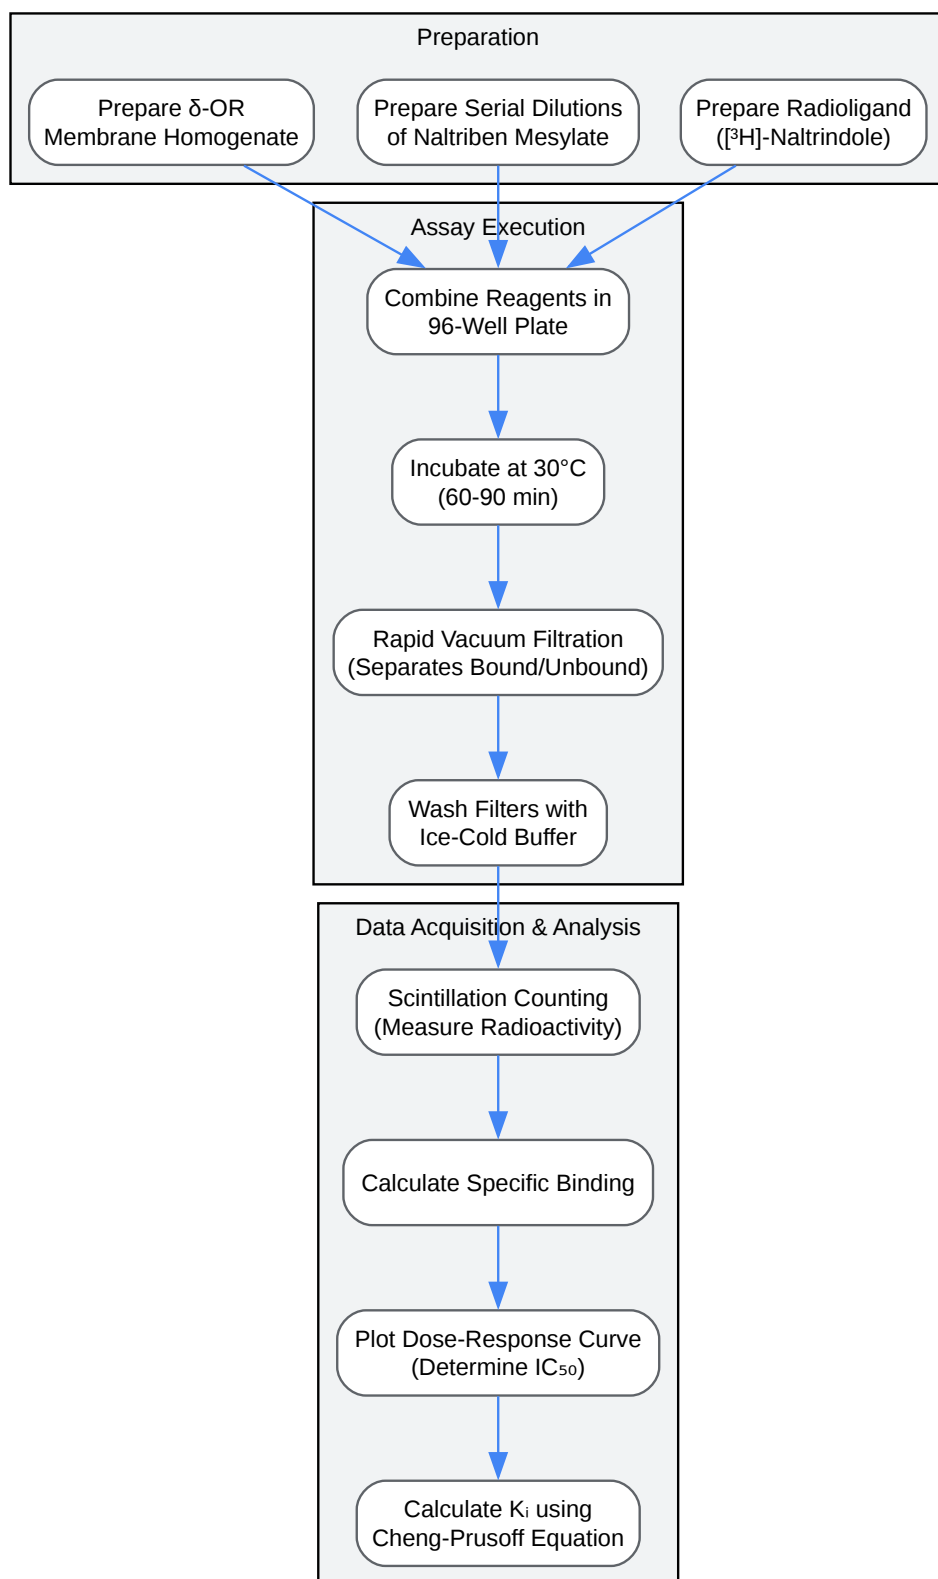 Preparation
Prepare δ-OR
Membrane Homogenate
Prepare Serial Dilutions
of Naltriben Mesylate
Prepare Radioligand
([³H]-Naltrindole)
Assay Execution
Combine Reagents in
96-Well Plate
Incubate at 30°C
(60-90 min)
Rapid Vacuum Filtration
(Separates Bound/Unbound)
Wash Filters with
Ice-Cold Buffer
Data Acquisition & Analysis
Scintillation Counting
(Measure Radioactivity)
Calculate Specific Binding
Plot Dose-Response Curve
(Determine IC₅₀)
Calculate Kᵢ using
Cheng-Prusoff Equation